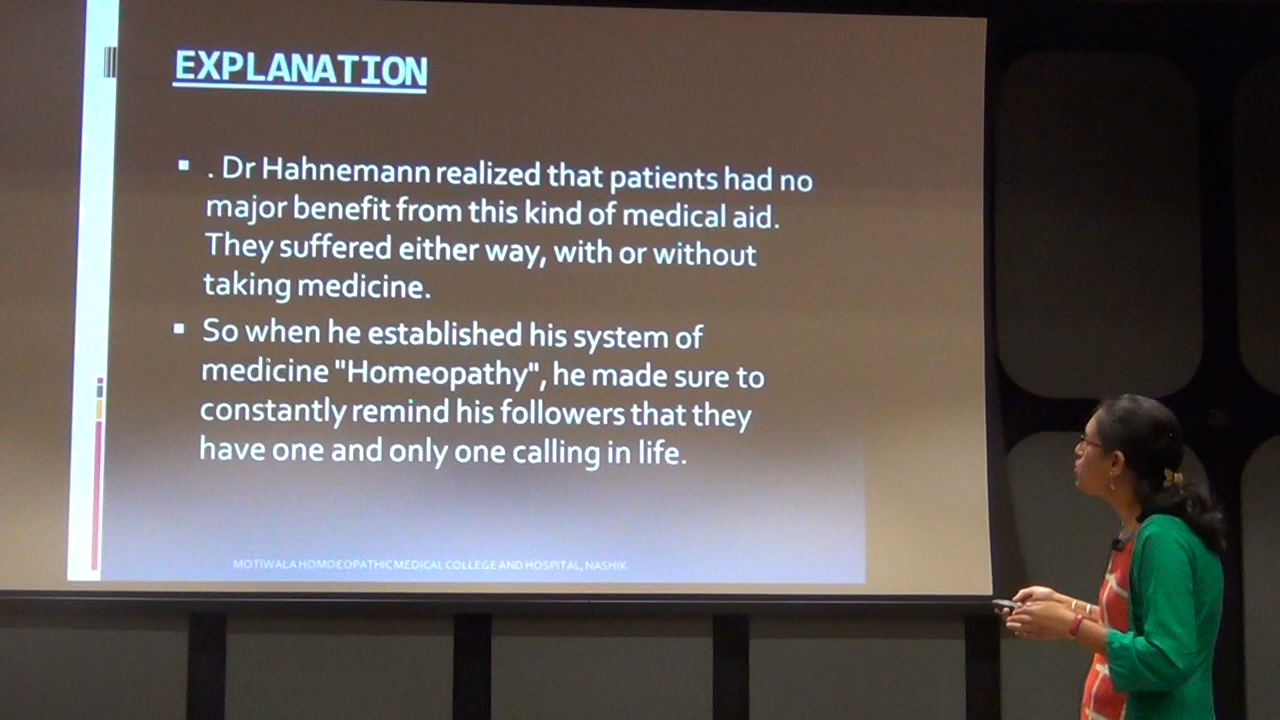 EXPLANATION
. Dr Hahnemann realized that patients had no
major benefit from this kind of medical aid.
They suffered either way, with or without
taking medicine.
So when he established his system of
medicine "Homeopathy", he made sure to
constantly remind his followers that they
have one and only one calling in life.
MOTIWALA HOMOEOPATHIC MEDICAL COLLEGE AND HOSPITAL, NASHIK.